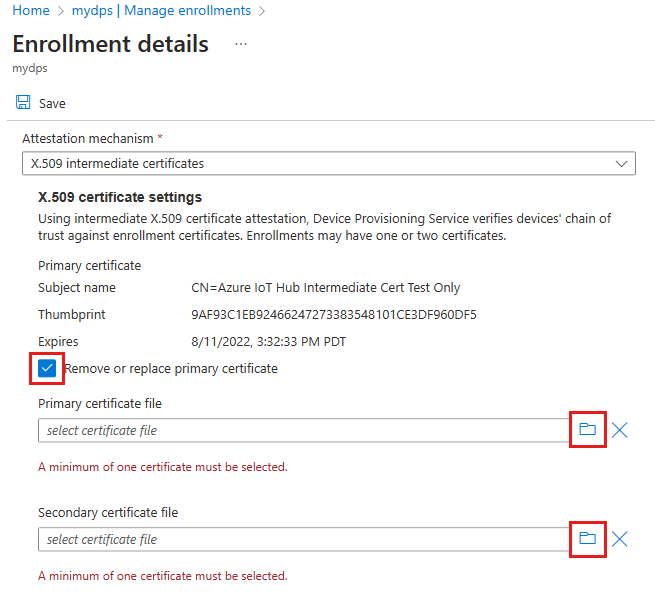 Home > mydps | Manage enrollments >
Enrollment details ...
mydps
Save
Attestation mechanism *
X.509 intermediate certificates
X.509 certificate settings
Using intermediate X.509 certificate attestation, Device Provisioning Service verifies devices' chain of
trust against enrollment certificates. Enrollments may have one or two certificates.
Primary certificate
Subject name CN=Azure IoT Hub Intermediate Cert Test Only
Thumbprint 9AF93C1EB92466247273383548101CE3DF960DF5
Expires 8/11/2022, 3:32:33 PM PDT
Remove or replace primary certificate
Primary certificate file
select certificate file
A minimum of one certificate must be selected.
Secondary certificate file
select certificate file
A minimum of one certificate must be selected.